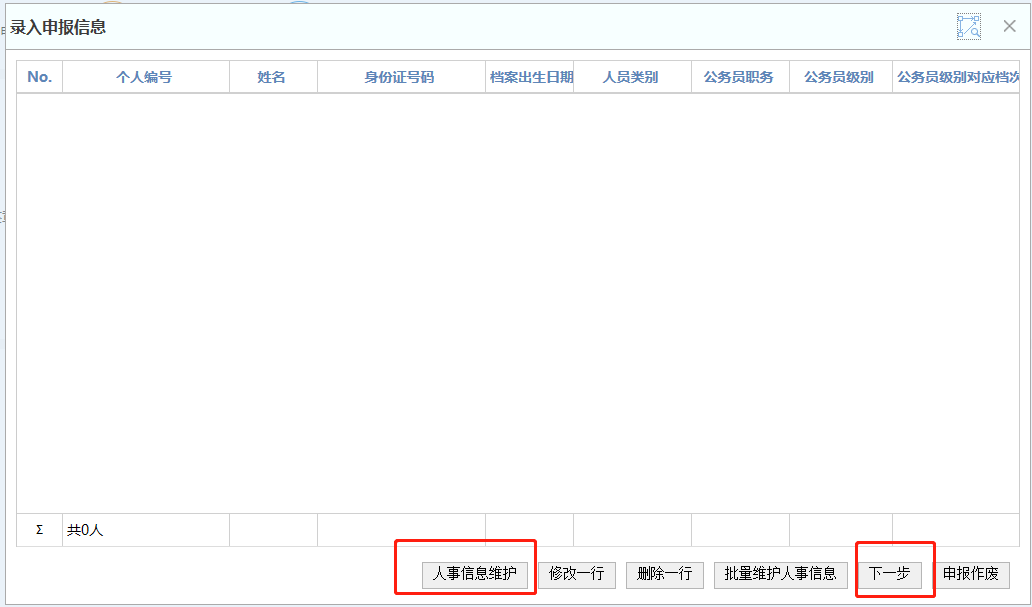 录入申报信息
No. 个人编号 姓名 身份证号码 档案出生日期 人员类别 公务员职务 公务员级别 公务员级别对应档次
Σ 共0人
人事信息维护 修改一行 删除一行 批量维护人事信息 下一步 申报作废